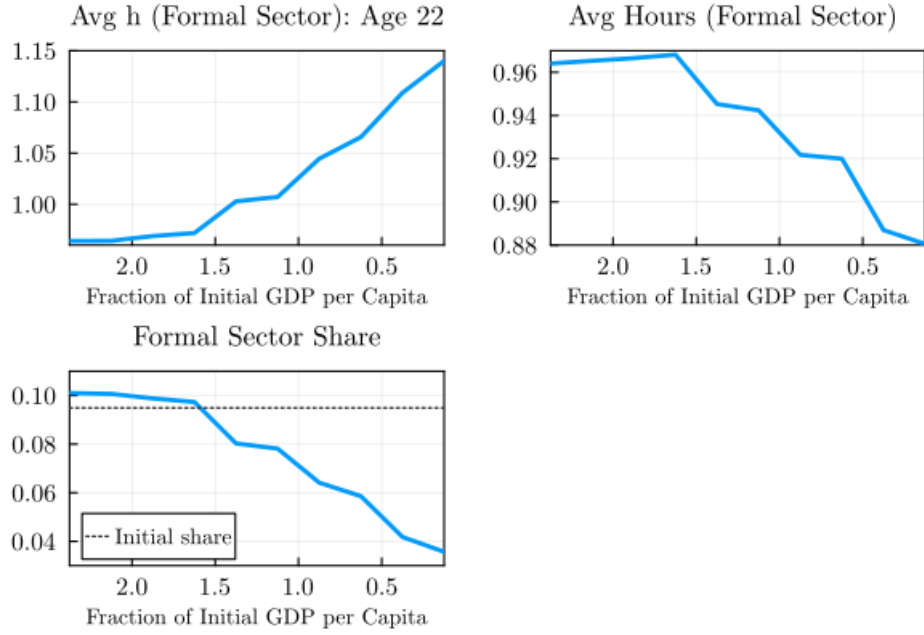 Avg h (Formal Sector): Age 22
1.15
1.10
1.05
1.00
2.0 1.5 1.0 0.5
Fraction of Initial GDP per Capita
Avg Hours (Formal Sector)
0.96
0.94
0.92
0.90
0.88
2.0 1.5 1.0 0.5
Fraction of Initial GDP per Capita
Formal Sector Share
0.10
0.08
0.06
0.04
Initial share
2.0 1.5 1.0 0.5
Fraction of Initial GDP per Capita